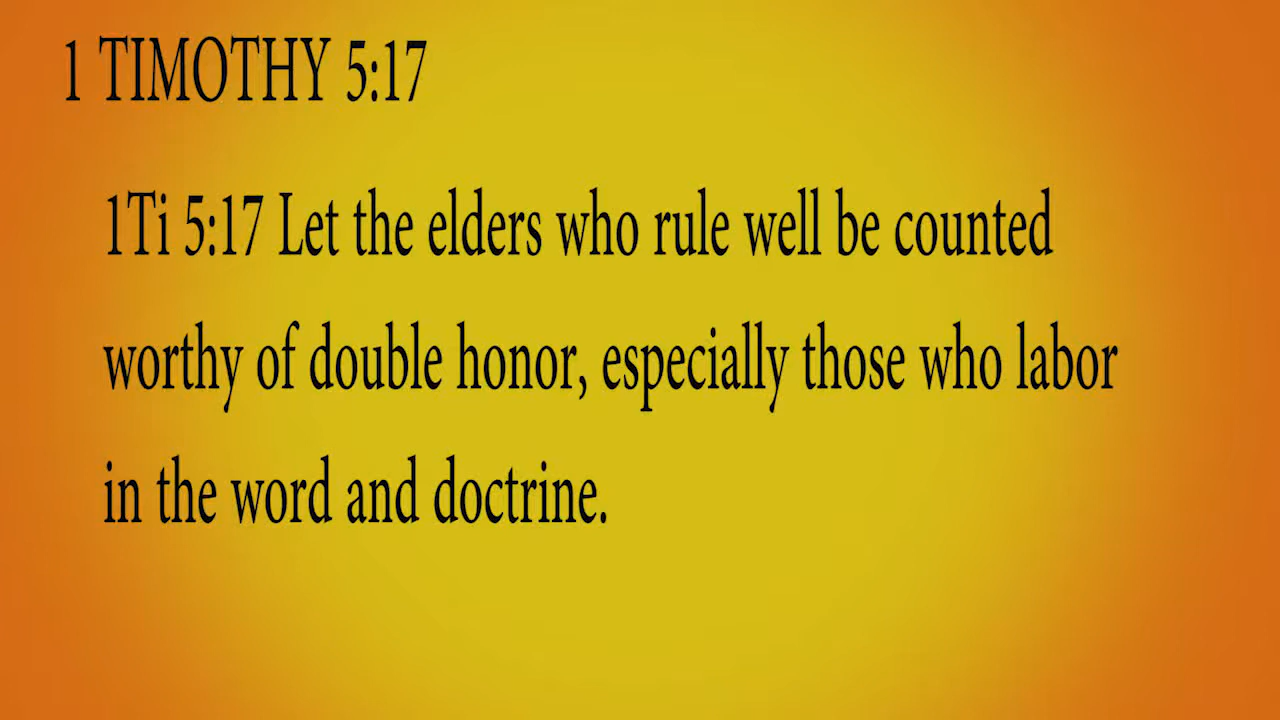 1 TIMOTHY 5:17
1Ti 5:17 Let the elders who rule well be counted
worthy of double honor, especially those who labor
in the word and doctrine.